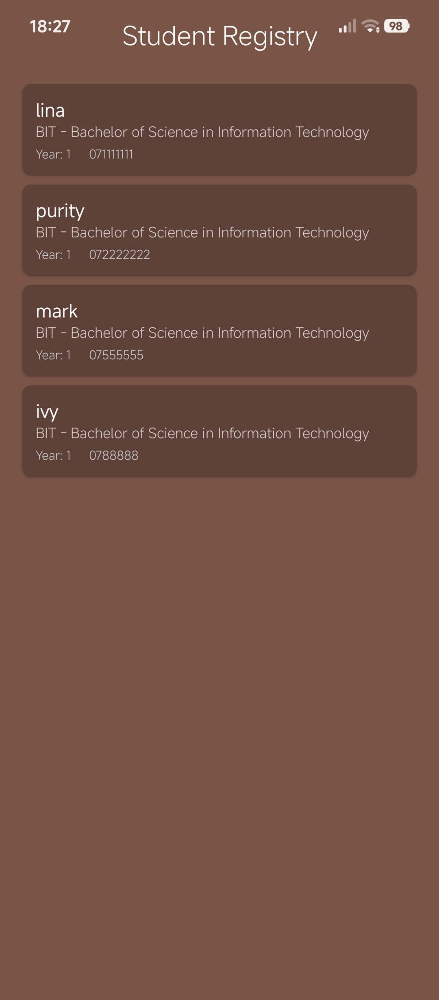 18:27
98
Student Registry
lina
BIT - Bachelor of Science in Information Technology
Year: 1 071111111
purity
BIT - Bachelor of Science in Information Technology
Year: 1 072222222
mark
BIT - Bachelor of Science in Information Technology
Year: 1 07555555
ivy
BIT - Bachelor of Science in Information Technology
Year: 1 0788888